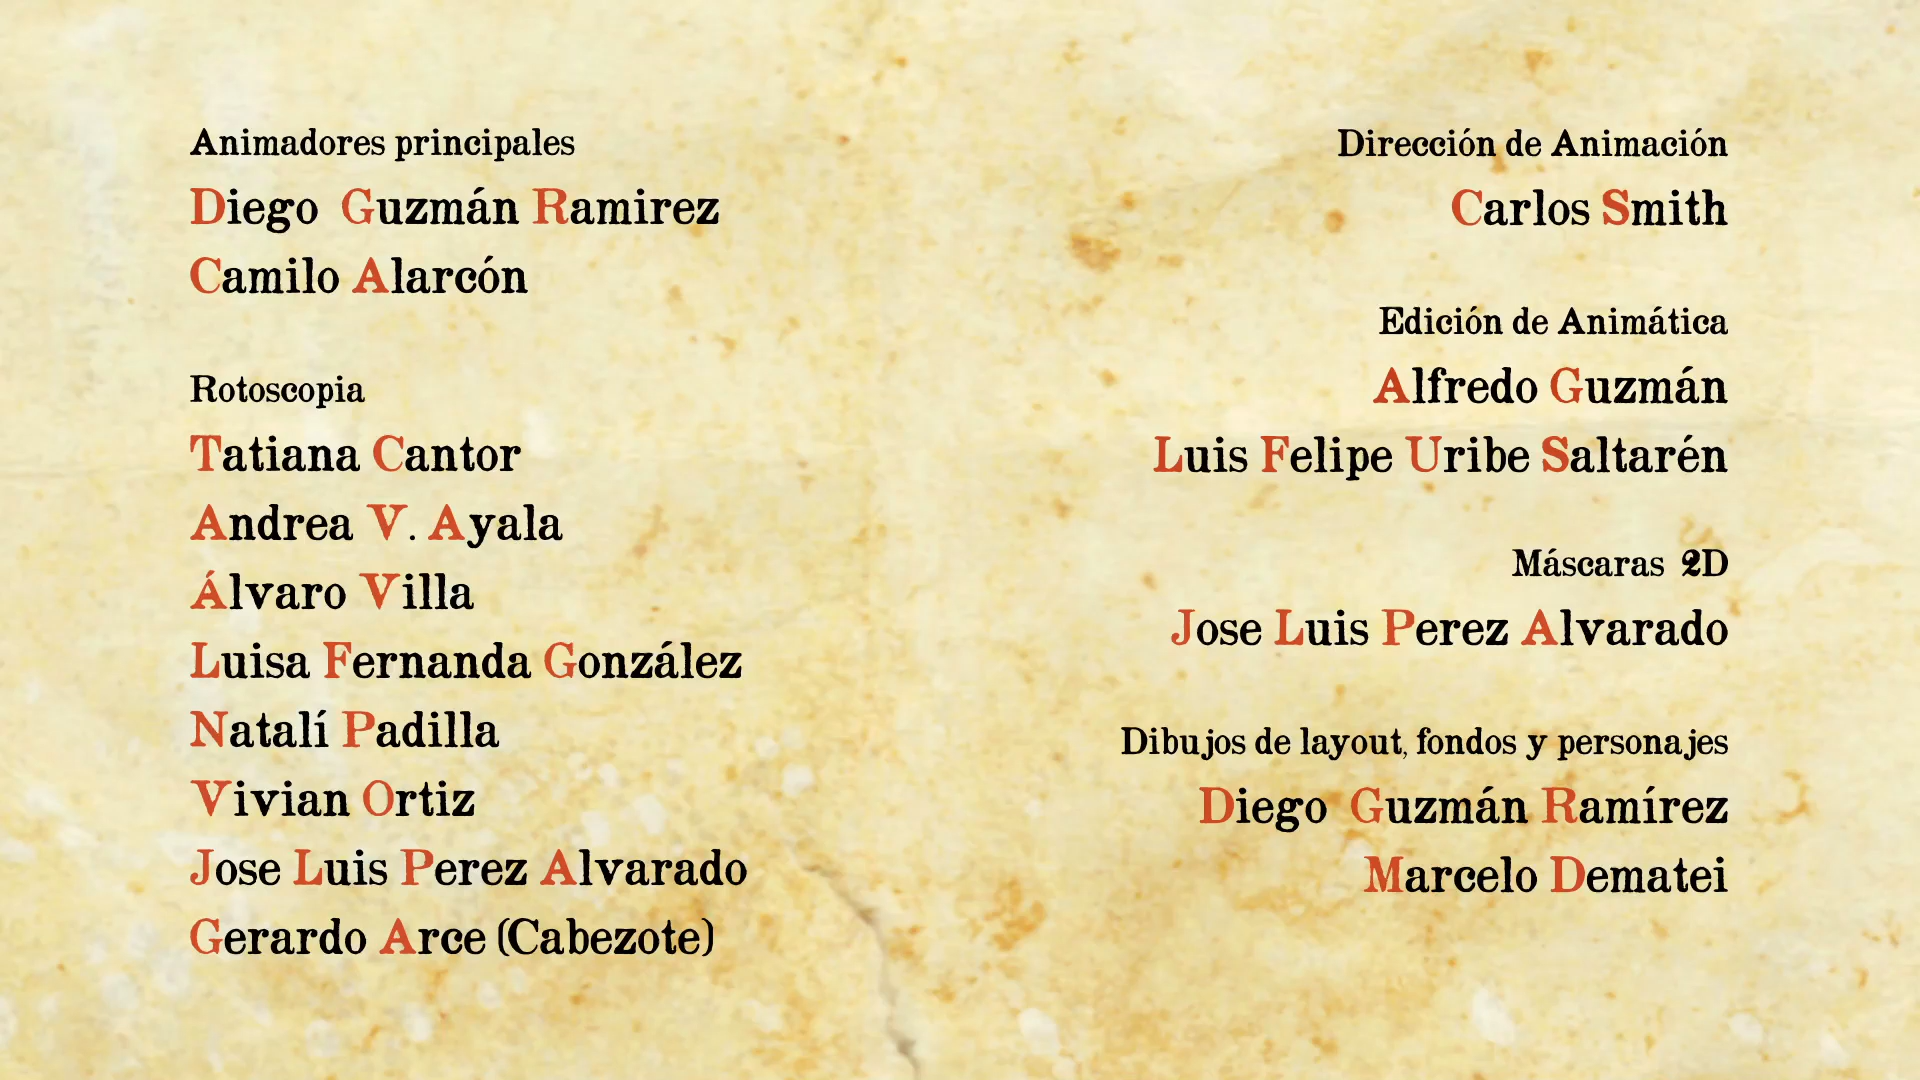 Animadores principales
Diego Guzmán Ramirez
Camilo Alarcón
Rotoscopia
Tatiana Cantor
Andrea V. Ayala
Álvaro Villa
Luisa Fernanda González
Natalí Padilla
Vivian Ortiz
Jose Luis Perez Alvarado
Gerardo Arce (Cabezote)
Dirección de Animación
Carlos Smith
Edición de Animática
Alfredo Guzmán
Luis Felipe Uribe Saltarén
Máscaras 2D
Jose Luis Perez Alvarado
Dibujos de layout, fondos y personajes
Diego Guzmán Ramírez
Marcelo Dematei